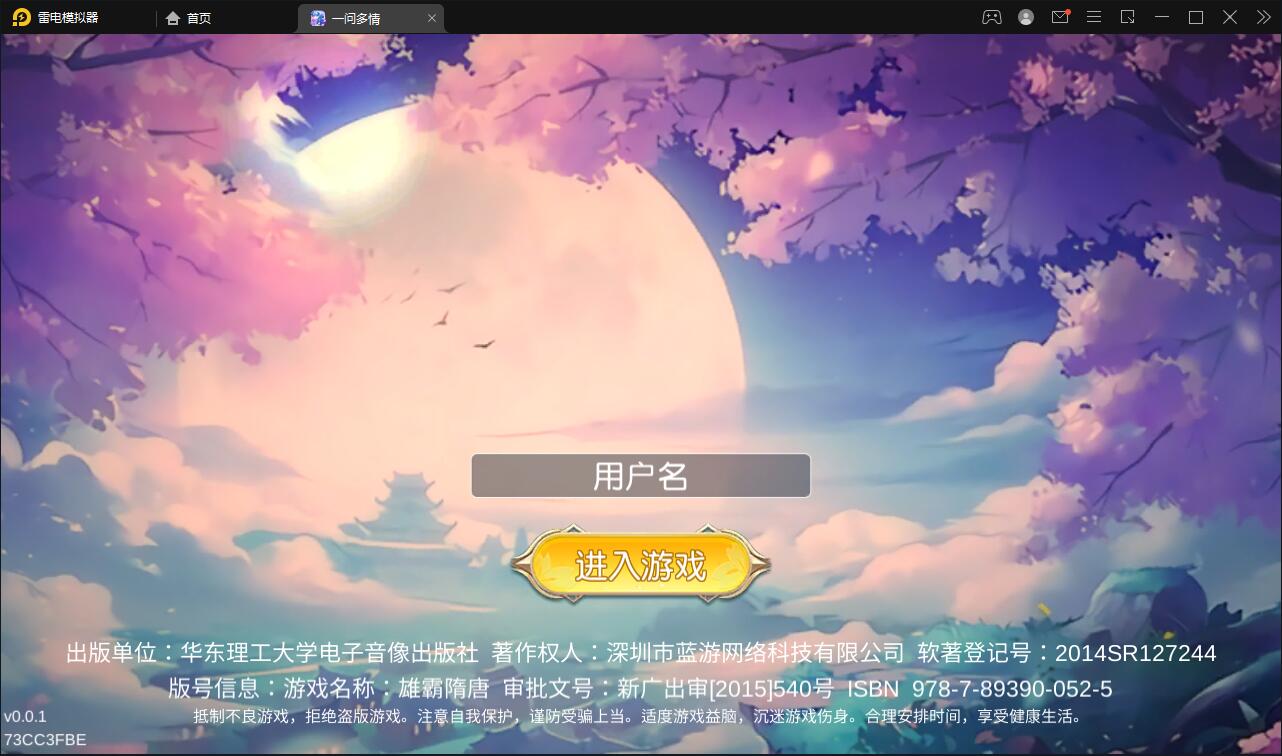 雷电模拟器
首页
一问多情
用户名
进入游戏
出版单位：华东理工大学电子音像出版社 著作权人：深圳市蓝游网络科技有限公司 软著登记号：2014SR127244
版号信息：游戏名称：雄霸隋唐 审批文号：新广出审[2015]540号 ISBN 978-7-89390-052-5
抵制不良游戏，拒绝盗版游戏。注意自我保护，谨防受骗上当。适度游戏益脑，沉迷游戏伤身。合理安排时间，享受健康生活。
v0.0.1
73CC3FBE